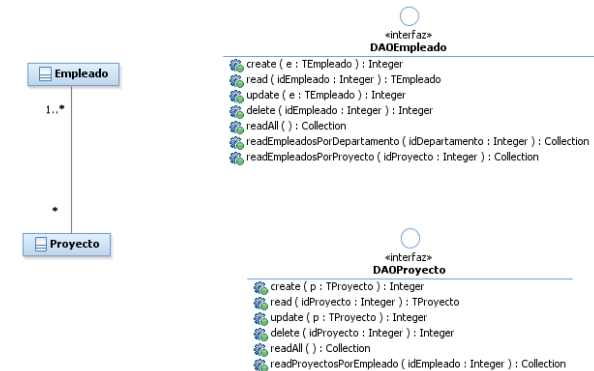 «interfaz»
DAOEmpleado
create ( e : TEmpleado ) : Integer
read ( idEmpleado : Integer ) : TEmpleado
update ( e : TEmpleado ) : Integer
delete ( idEmpleado : Integer ) : Integer
readAll ( ) : Collection
readEmpleadosPorDepartamento ( idDepartamento : Integer ) : Collection
readEmpleadosPorProyecto ( idProyecto : Integer ) : Collection
Empleado
1..*
*
Proyecto
«interfaz»
DAOProyecto
create ( p : TProyecto ) : Integer
read ( idProyecto : Integer ) : TProyecto
update ( p : TProyecto ) : Integer
delete ( idProyecto : Integer ) : Integer
readAll ( ) : Collection
readProyectosPorEmpleado ( idEmpleado : Integer ) : Collection